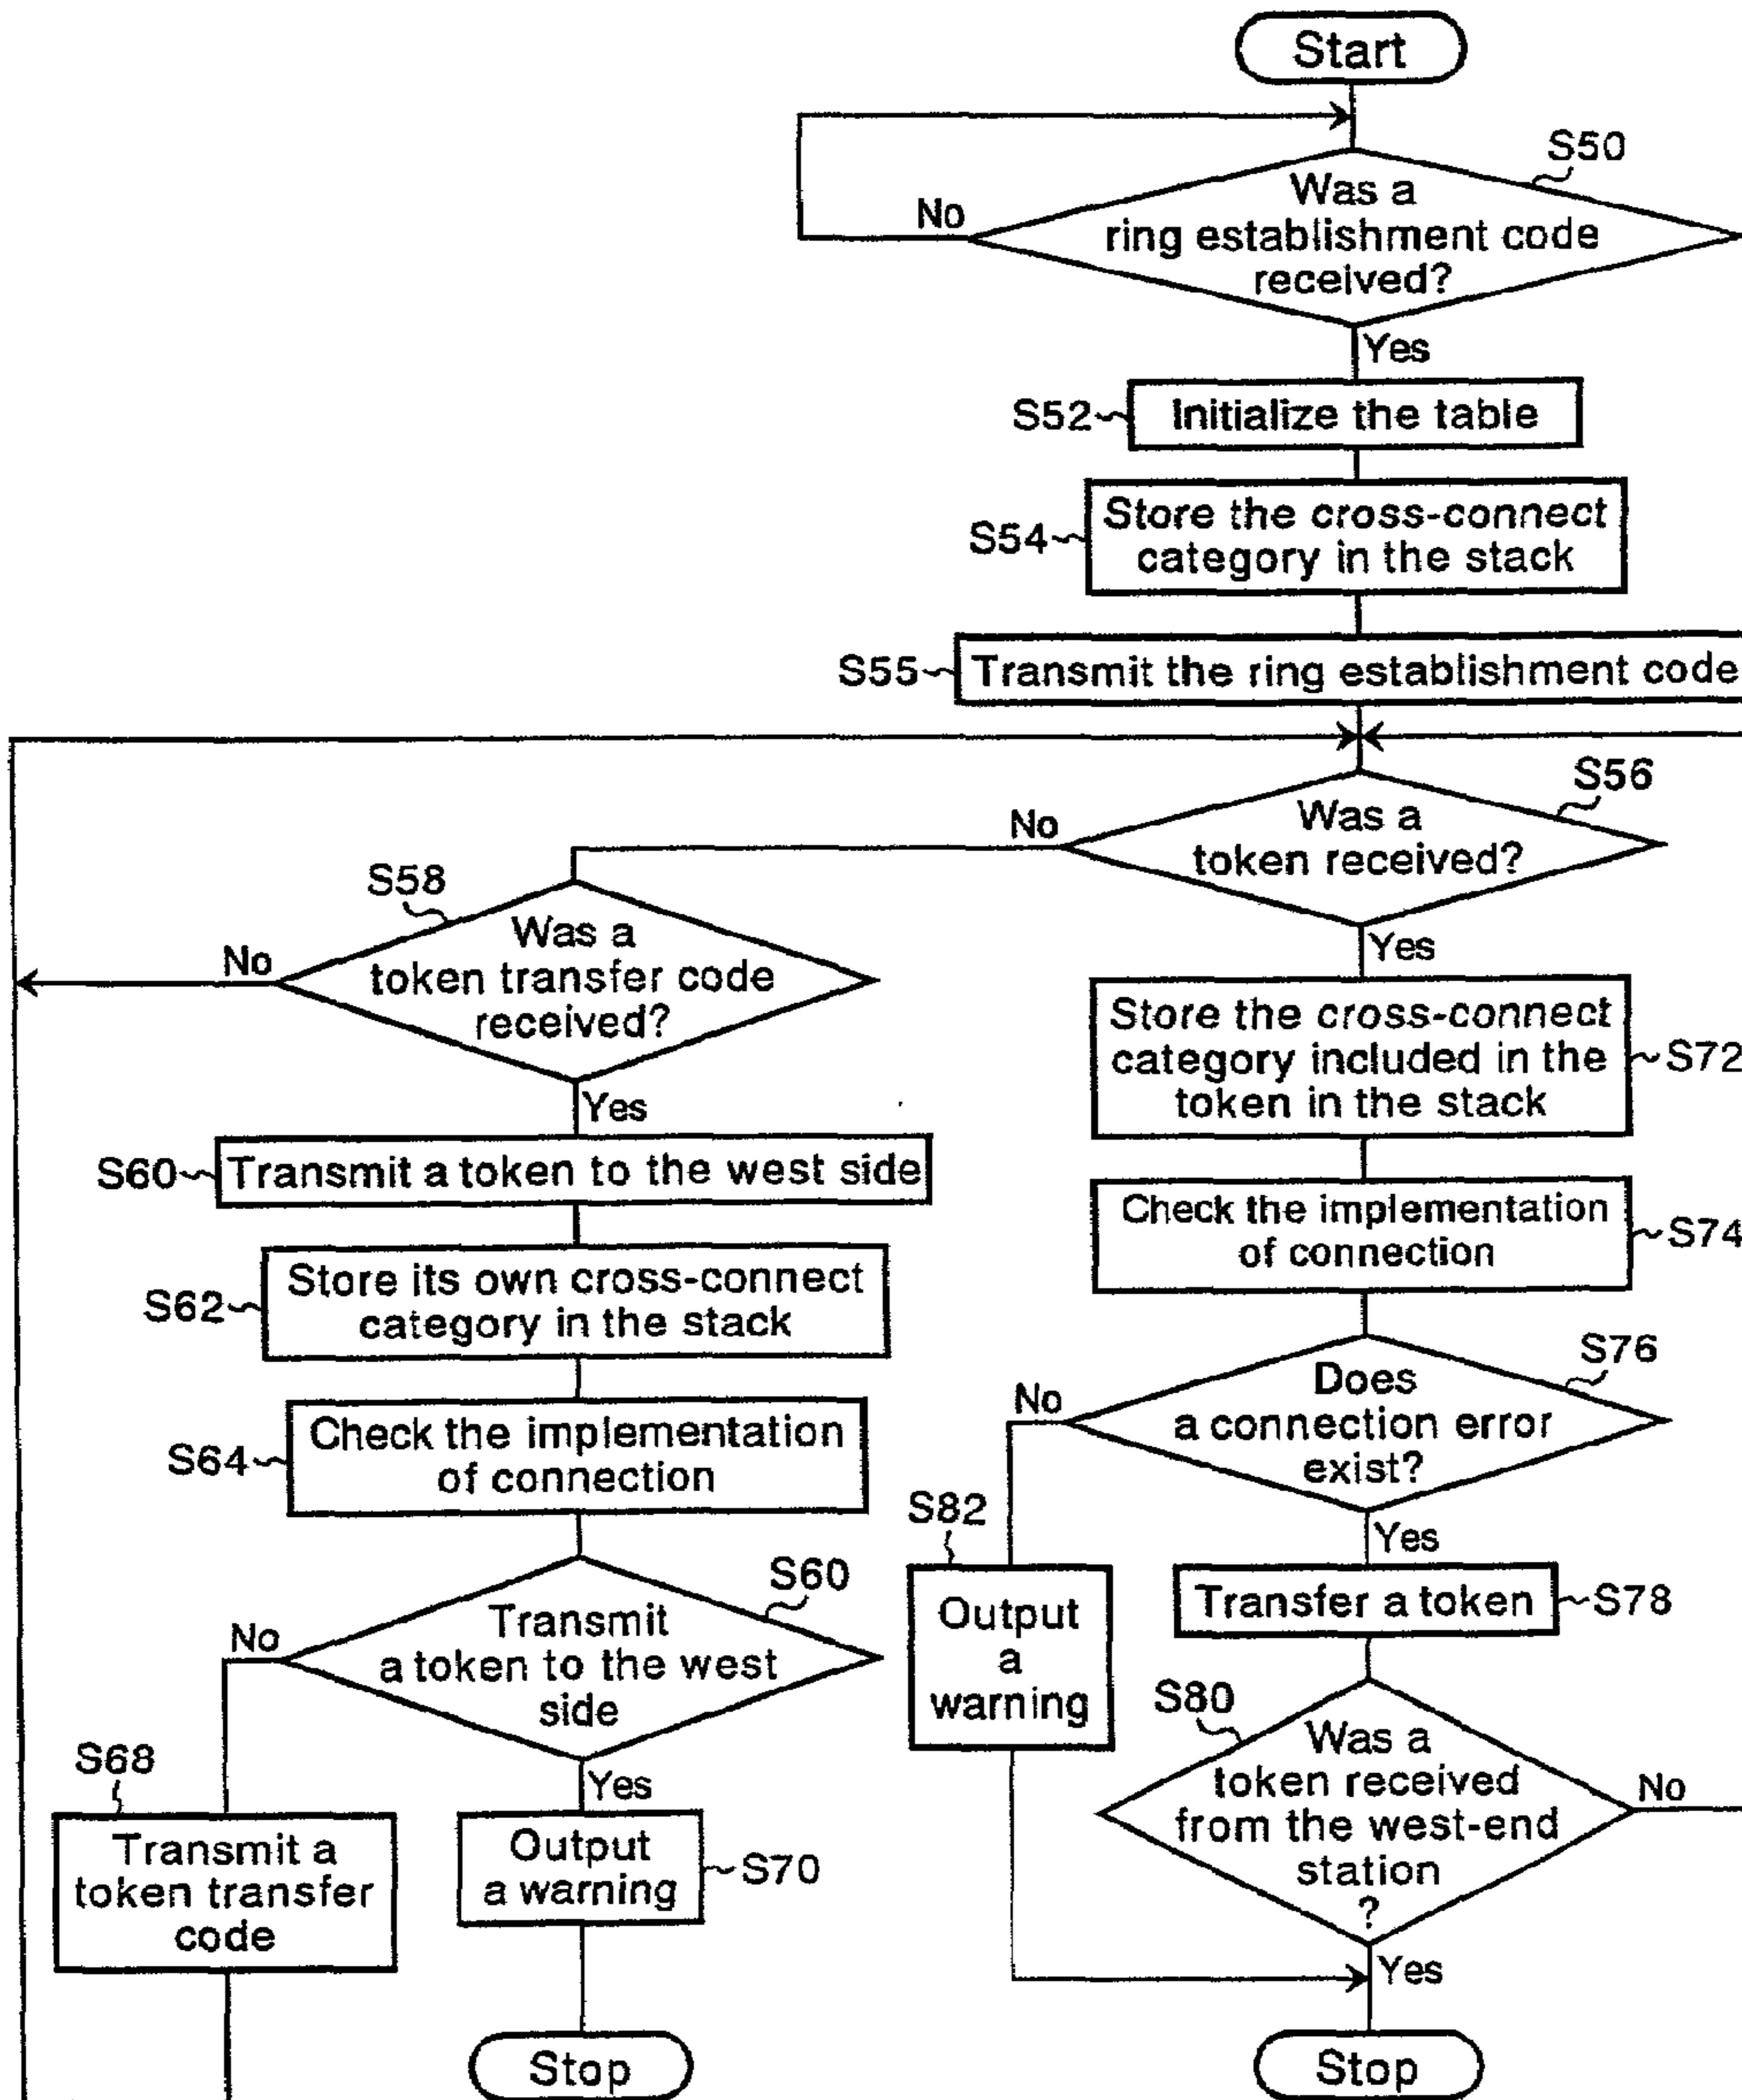 Start
S50
Was a
ring establishment code
received?
No
Yes
S52
Initialize the table
S54
Store the cross-connect
category in the stack
S55
Transmit the ring establishment code
S56
Was a
token received?
No
Yes
S58
Was a
token transfer code
received?
No
Yes
S60
Transmit a token to the west side
S62
Store its own cross-connect
category in the stack
S64
Check the implementation
of connection
S60
Transmit
a token to the west
side
No
Yes
S68
Transmit a
token transfer
code
Output
a warning
S70
Stop
Store the cross-connect
category included in the
token in the stack
S72
Check the implementation
of connection
S74
S76
Does
a connection error
exist?
No
Yes
S82
Output
a
warning
Transfer a token
S78
S80
Was a
token received
from the west-end
station
?
No
Yes
Stop